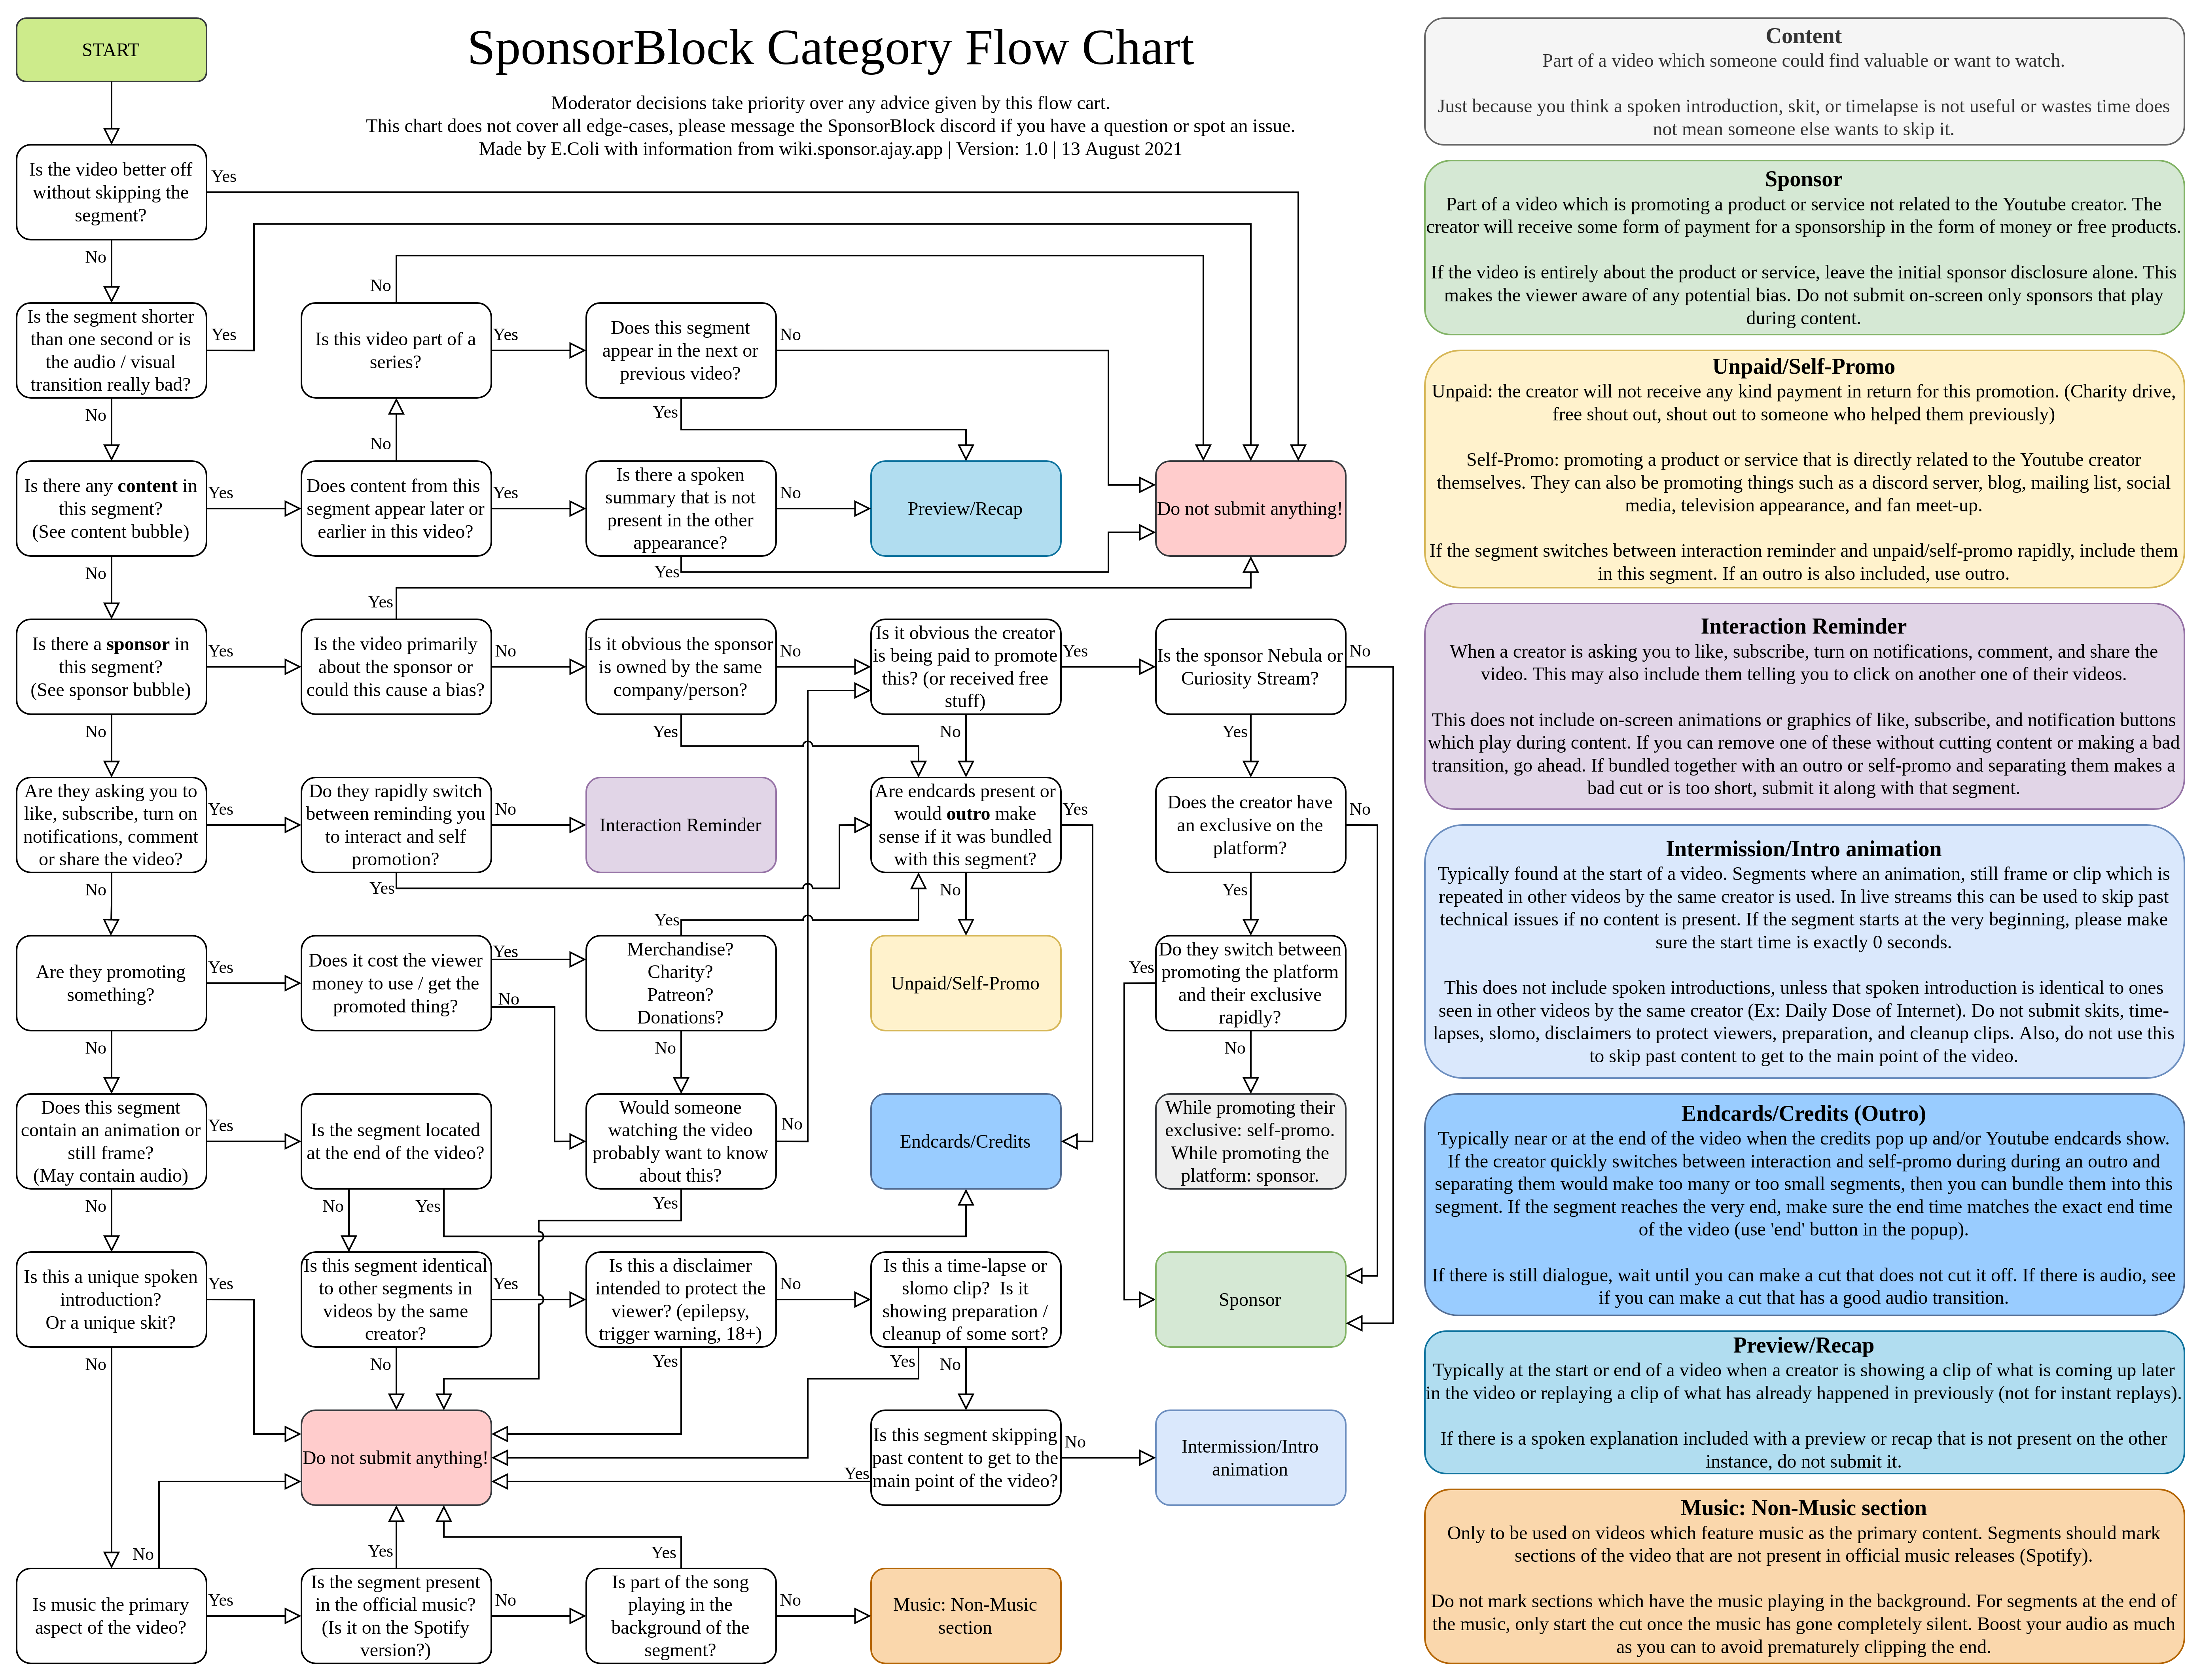 START
SponsorBlock Category Flow Chart
Moderator decisions take priority over any advice given by this flow cart.
This chart does not cover all edge-cases, please message the SponsorBlock discord if you have a question or spot an issue.
Made by E.Coli with information from wiki.sponsor.ajay.app | Version: 1.0 | 13 August 2021
Is the video better off
without skipping the
segment?
Yes
No
Is the segment shorter
than one second or is
the audio / visual
transition really bad?
Yes
No
Is this video part of a
series?
No
Yes
Does this segment
appear in the next or
previous video?
No
Yes
Is there any content in
this segment?
(See content bubble)
Yes
No
Does content from this
segment appear later or
earlier in this video?
No
Yes
Is there a spoken
summary that is not
present in the other
appearance?
No
Yes
Preview/Recap
Do not submit anything!
Is there a sponsor in
this segment?
(See sponsor bubble)
Yes
No
Is the video primarily
about the sponsor or
could this cause a bias?
Yes
No
Is it obvious the sponsor
is owned by the same
company/person?
No
Yes
Is it obvious the creator
is being paid to promote
this? (or received free
stuff)
Yes
No
Is the sponsor Nebula or
Curiosity Stream?
No
Yes
Are they asking you to
like, subscribe, turn on
notifications, comment
or share the video?
Yes
No
Do they rapidly switch
between reminding you
to interact and self
promotion?
No
Yes
Interaction Reminder
Are endcards present or
would outro make
sense if it was bundled
with this segment?
Yes
No
Does the creator have
an exclusive on the
platform?
No
Yes
Are they promoting
something?
Yes
No
Does it cost the viewer
money to use / get the
promoted thing?
Yes
No
Merchandise?
Charity?
Patreon?
Donations?
Yes
No
Unpaid/Self-Promo
Do they switch between
promoting the platform
and their exclusive
rapidly?
Yes
No
Does this segment
contain an animation or
still frame?
(May contain audio)
Yes
No
Is the segment located
at the end of the video?
No
Yes
Would someone
watching the video
probably want to know
about this?
No
Yes
Endcards/Credits
While promoting their
exclusive: self-promo.
While promoting the
platform: sponsor.
Is this a unique spoken
introduction?
Or a unique skit?
Yes
No
Is this segment identical
to other segments in
videos by the same
creator?
Yes
No
Is this a disclaimer
intended to protect the
viewer? (epilepsy,
trigger warning, 18+)
No
Yes
Is this a time-lapse or
slomo clip? Is it
showing preparation /
cleanup of some sort?
Yes
No
Sponsor
Do not submit anything!
Is this segment skipping
past content to get to the
main point of the video?
Yes
No
Intermission/Intro
animation
Is music the primary
aspect of the video?
No
Yes
Is the segment present
in the official music?
(Is it on the Spotify
version?)
Yes
No
Is part of the song
playing in the
background of the
segment?
Yes
No
Music: Non-Music
section
Content
Part of a video which someone could find valuable or want to watch.
Just because you think a spoken introduction, skit, or timelapse is not useful or wastes time does
not mean someone else wants to skip it.
Sponsor
Part of a video which is promoting a product or service not related to the Youtube creator. The
creator will receive some form of payment for a sponsorship in the form of money or free products.
If the video is entirely about the product or service, leave the initial sponsor disclosure alone. This
makes the viewer aware of any potential bias. Do not submit on-screen only sponsors that play
during content.
Unpaid/Self-Promo
Unpaid: the creator will not receive any kind payment in return for this promotion. (Charity drive,
free shout out, shout out to someone who helped them previously)
Self-Promo: promoting a product or service that is directly related to the Youtube creator
themselves. They can also be promoting things such as a discord server, blog, mailing list, social
media, television appearance, and fan meet-up.
If the segment switches between interaction reminder and unpaid/self-promo rapidly, include them
in this segment. If an outro is also included, use outro.
Interaction Reminder
When a creator is asking you to like, subscribe, turn on notifications, comment, and share the
video. This may also include them telling you to click on another one of their videos.
This does not include on-screen animations or graphics of like, subscribe, and notification buttons
which play during content. If you can remove one of these without cutting content or making a bad
transition, go ahead. If bundled together with an outro or self-promo and separating them makes a
bad cut or is too short, submit it along with that segment.
Intermission/Intro animation
Typically found at the start of a video. Segments where an animation, still frame or clip which is
repeated in other videos by the same creator is used. In live streams this can be used to skip past
technical issues if no content is present. If the segment starts at the very beginning, please make
sure the start time is exactly 0 seconds.
This does not include spoken introductions, unless that spoken introduction is identical to ones
seen in other videos by the same creator (Ex: Daily Dose of Internet). Do not submit skits, time-
lapses, slomo, disclaimers to protect viewers, preparation, and cleanup clips. Also, do not use this
to skip past content to get to the main point of the video.
Endcards/Credits (Outro)
Typically near or at the end of the video when the credits pop up and/or Youtube endcards show.
If the creator quickly switches between interaction and self-promo during during an outro and
separating them would make too many or too small segments, then you can bundle them into this
segment. If the segment reaches the very end, make sure the end time matches the exact end time
of the video (use 'end' button in the popup).
If there is still dialogue, wait until you can make a cut that does not cut it off. If there is audio, see
if you can make a cut that has a good audio transition.
Preview/Recap
Typically at the start or end of a video when a creator is showing a clip of what is coming up later
in the video or replaying a clip of what has already happened in previously (not for instant replays).
If there is a spoken explanation included with a preview or recap that is not present on the other
instance, do not submit it.
Music: Non-Music section
Only to be used on videos which feature music as the primary content. Segments should mark
sections of the video that are not present in official music releases (Spotify).
Do not mark sections which have the music playing in the background. For segments at the end of
the music, only start the cut once the music has gone completely silent. Boost your audio as much
as you can to avoid prematurely clipping the end.